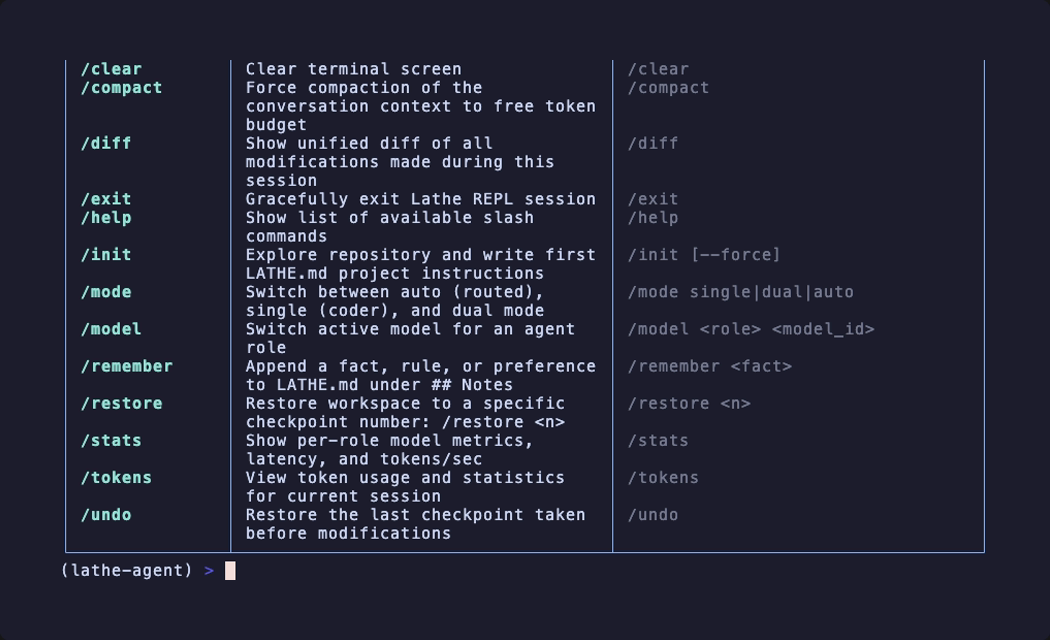 /clear Clear terminal screen /clear
/compact Force compaction of the /compact
conversation context to free token
budget
/diff Show unified diff of all /diff
modifications made during this
session
/exit Gracefully exit Lathe REPL session /exit
/help Show list of available slash /help
commands
/init Explore repository and write first /init [--force]
LATHE.md project instructions
/mode Switch between auto (routed), /mode single|dual|auto
single (coder), and dual mode
/model Switch active model for an agent /model <role> <model_id>
role
/remember Append a fact, rule, or preference /remember <fact>
to LATHE.md under ## Notes
/restore Restore workspace to a specific /restore <n>
checkpoint number: /restore <n>
/stats Show per-role model metrics, /stats
latency, and tokens/sec
/tokens View token usage and statistics /tokens
for current session
/undo Restore the last checkpoint taken /undo
before modifications
(lathe-agent) >